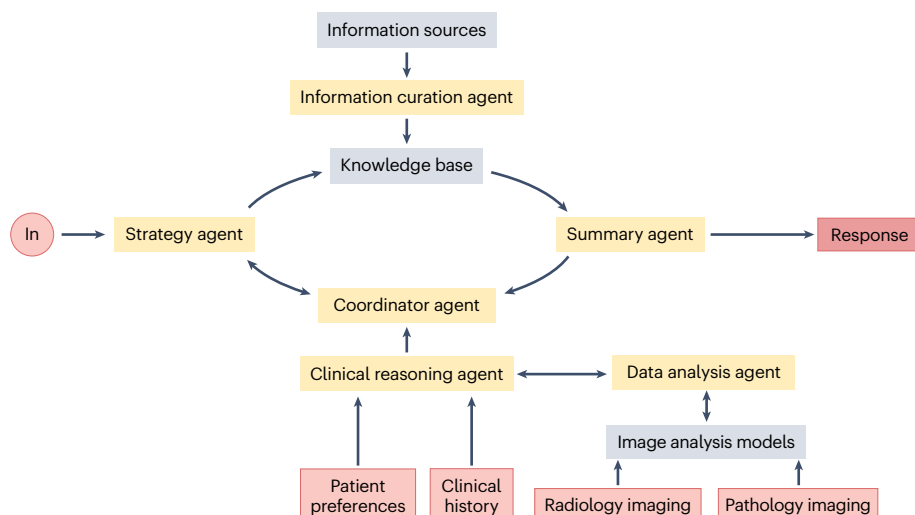 Information sources
Information curation agent
Knowledge base
In
Strategy agent
Summary agent
Response
Coordinator agent
Clinical reasoning agent
Data analysis agent
Image analysis models
Patient
preferences
Clinical
history
Radiology imaging
Pathology imaging